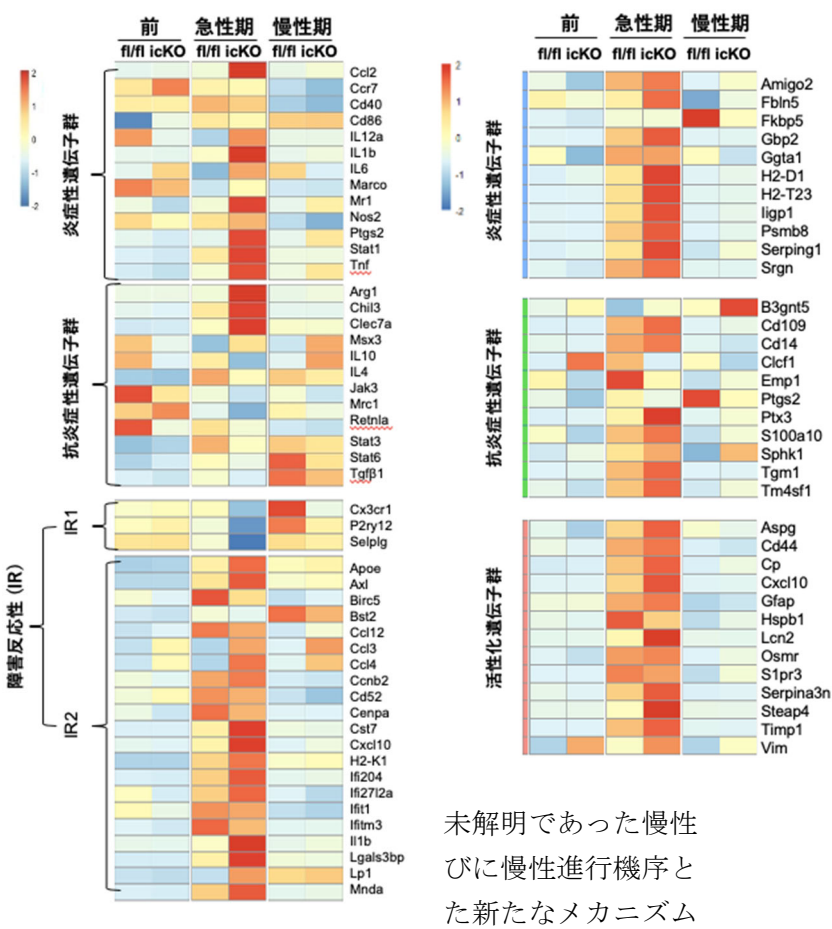 前 急性期 慢性期
fl/fl icKO fl/fl icKO fl/fl icKO
2
1
0
-1
-2
炎症性遺伝子群
Ccl2
Ccr7
Cd40
Cd86
IL12a
IL1b
IL6
Marco
Mr1
Nos2
Ptgs2
Stat1
Tnf
抗炎症性遺伝子群
Arg1
Chil3
Clec7a
Msx3
IL10
IL4
Jak3
Mrc1
Retnla
Stat3
Stat6
Tgfβ1
障害反応性 (IR)
IR1
Cx3cr1
P2ry12
Selplg
IR2
Apoe
Axl
Birc5
Bst2
Ccl12
Ccl3
Ccl4
Ccnb2
Cd52
Cenpa
Cst7
Cxcl10
H2-K1
Ifi204
Ifi27l2a
Ifit1
Ifitm3
Il1b
Lgals3bp
Lp1
Mnda
前 急性期 慢性期
fl/fl icKO fl/fl icKO fl/fl icKO
2
1
0
-1
-2
炎症性遺伝子群
Amigo2
Fbln5
Fkbp5
Gbp2
Ggta1
H2-D1
H2-T23
Iigp1
Psmb8
Serping1
Srgn
抗炎症性遺伝子群
B3gnt5
Cd109
Cd14
Clcf1
Emp1
Ptgs2
Ptx3
S100a10
Sphk1
Tgm1
Tm4sf1
活性化遺伝子群
Aspg
Cd44
Cp
Cxcl10
Gfap
Hspb1
Lcn2
Osmr
S1pr3
Serpina3n
Steap4
Timp1
Vim
未解明であった慢性
びに慢性進行機序と
た新たなメカニズム